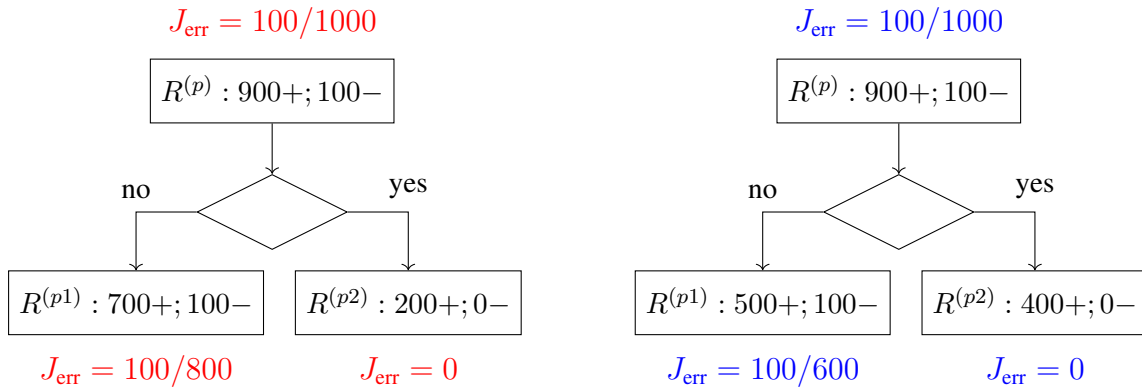 J_err = 100/1000
J_err = 100/1000
R^(p) : 900+; 100−
R^(p) : 900+; 100−
no
yes
no
yes
R^(p1) : 700+; 100−
R^(p2) : 200+; 0−
R^(p1) : 500+; 100−
R^(p2) : 400+; 0−
J_err = 100/800
J_err = 0
J_err = 100/600
J_err = 0